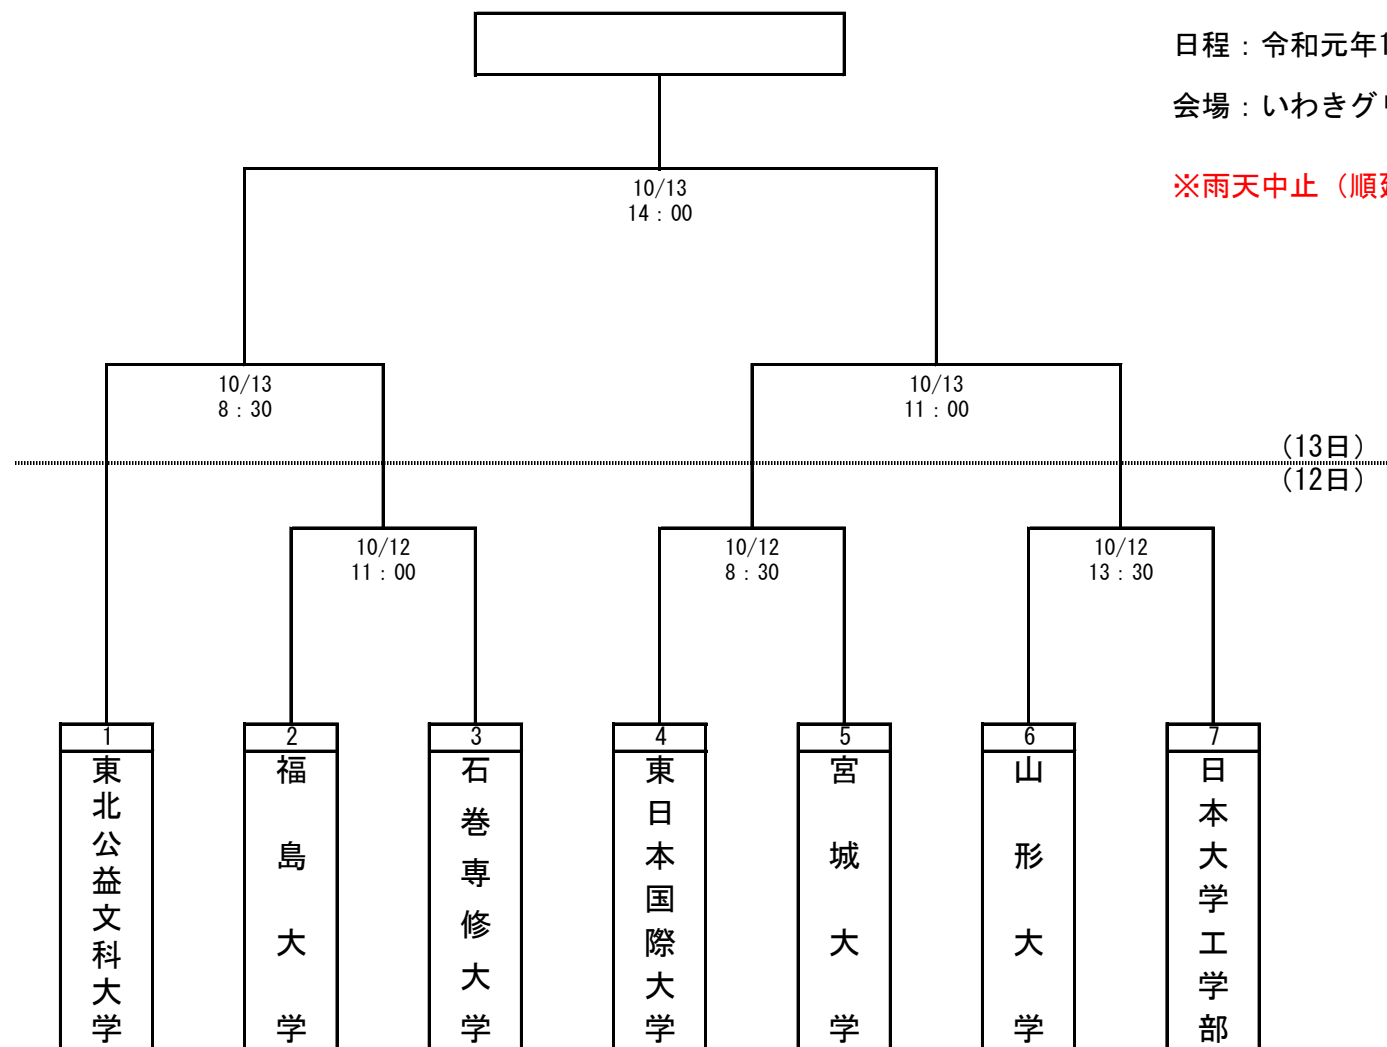 日程：令和元年1
会場：いわきグリ
※雨天中止（順延
10/13
14：00
10/13
8：30
10/13
11：00
(13日)
(12日)
10/12
11：00
10/12
8：30
10/12
13：30
1
東北公益文科大学
2
福島大学
3
石巻専修大学
4
東日本国際大学
5
宮城大学
6
山形大学
7
日本大学工学部